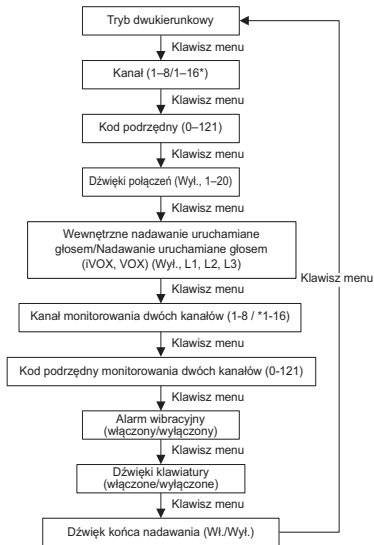 Tryb dwukierunkowy
Klawisz menu
Kanał (1–8/1–16*)
Klawisz menu
Kod podrzędny (0–121)
Klawisz menu
Dźwięki połączeń (Wył., 1–20)
Klawisz menu
Wewnętrzne nadawanie uruchamiane
głosem/Nadawanie uruchamiane głosem
(iVOX, VOX) (Wył., L1, L2, L3)
Klawisz menu
Klawisz menu
Kanał monitorowania dwóch kanałów (1-8 / *1-16)
Klawisz menu
Kod podrzędny monitorowania dwóch kanałów (0-121)
Klawisz menu
Alarm wibracyjny
(włączony/wyłączony)
Klawisz menu
Dźwięki klawiatury
(włączone/wyłączone)
Klawisz menu
Dźwięk końca nadawania (Wł./Wył.)